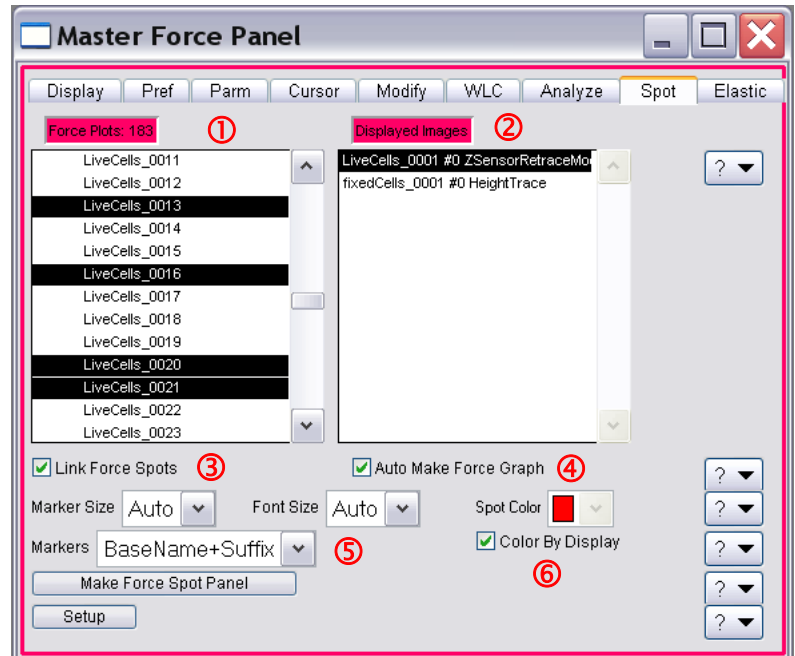 Master Force Panel
Display Pref Parm Cursor Modify WLC Analyze Spot Elastic
Force Plots: 183 ① Displayed Images ②
LiveCells_0011
LiveCells_0012
LiveCells_0013
LiveCells_0014
LiveCells_0015
LiveCells_0016
LiveCells_0017
LiveCells_0018
LiveCells_0019
LiveCells_0020
LiveCells_0021
LiveCells_0022
LiveCells_0023
LiveCells_0001 #0 ZSensorRetraceMo
fixedCells_0001 #0 HeightTrace
?
Link Force Spots ③ Auto Make Force Graph ④ ?
Marker Size Auto Font Size Auto Spot Color ?
Markers BaseName+Suffix ⑤ Color By Display ?
⑥
Make Force Spot Panel ?
Setup ?